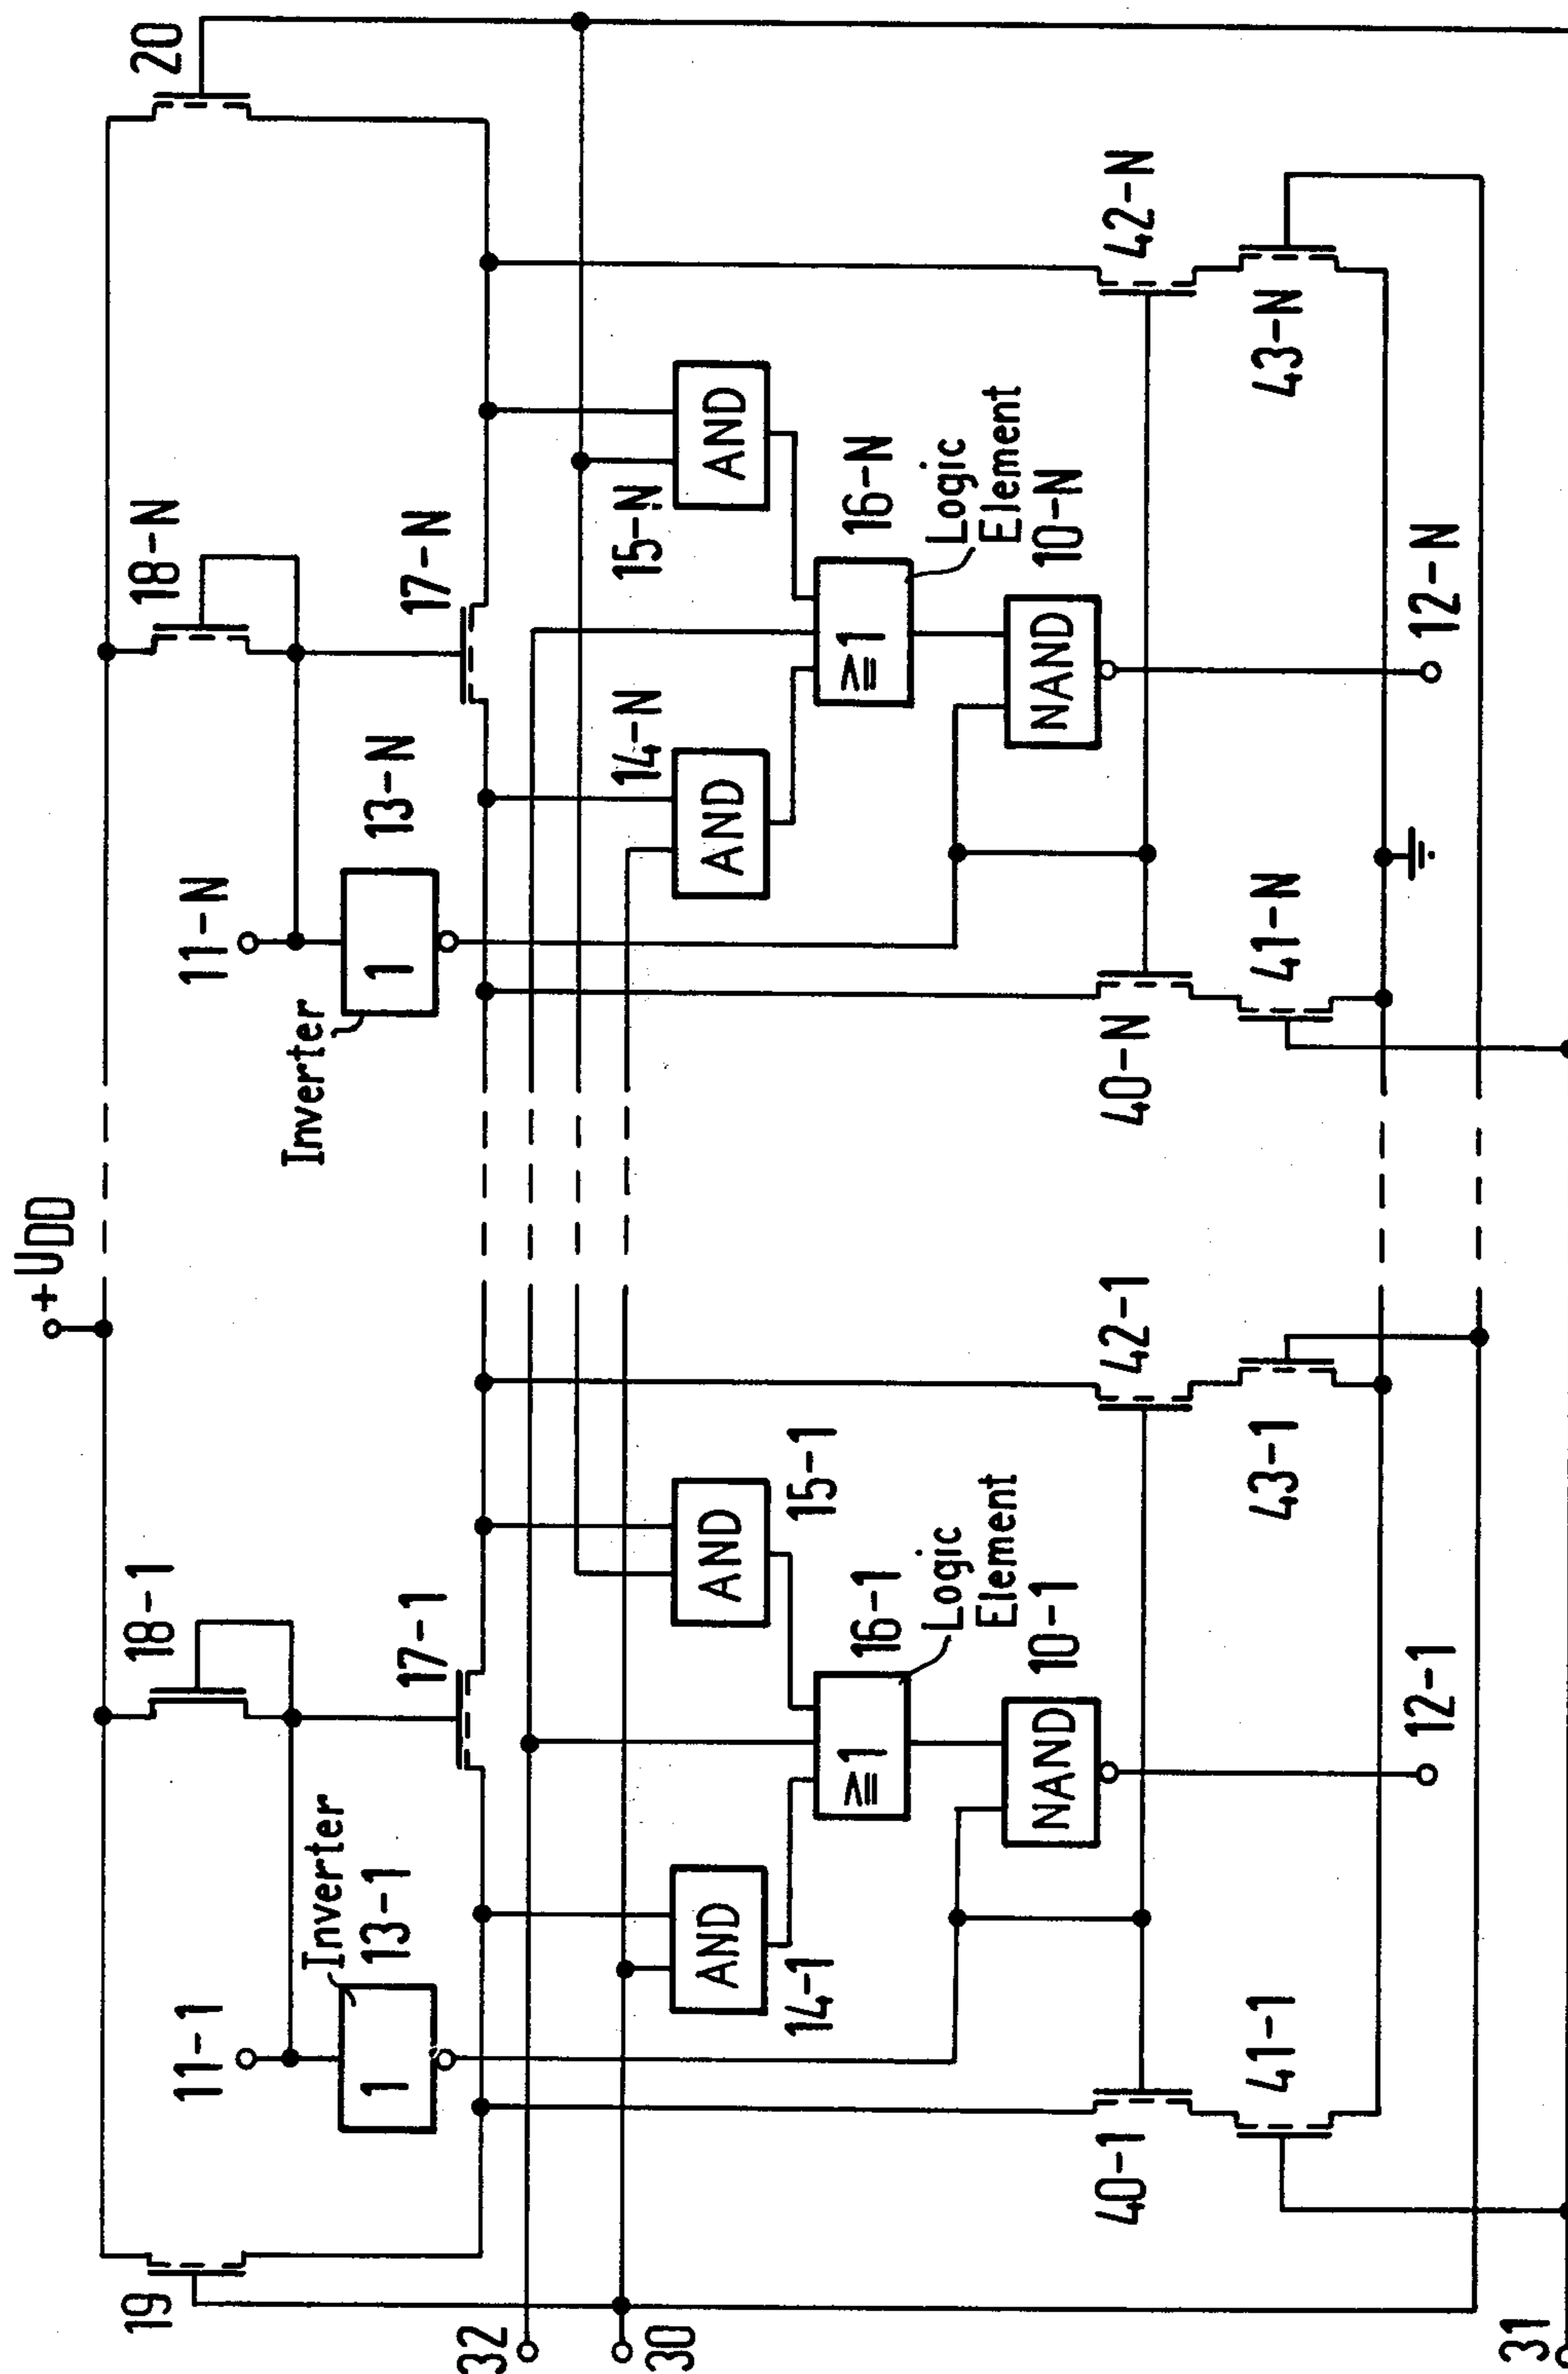 +UDD
19
18-1
18-N
20
11-1
Inverter
13-1
1
17-1
11-N
Inverter
13-N
1
17-N
32
30
14-1
AND
15-1
AND
14-N
AND
15-N
AND
16-1
≧1
Logic
Element
16-N
≧1
Logic
Element
10-1
NAND
10-N
NAND
40-1
42-1
40-N
42-N
41-1
43-1
41-N
43-N
12-1
12-N
31